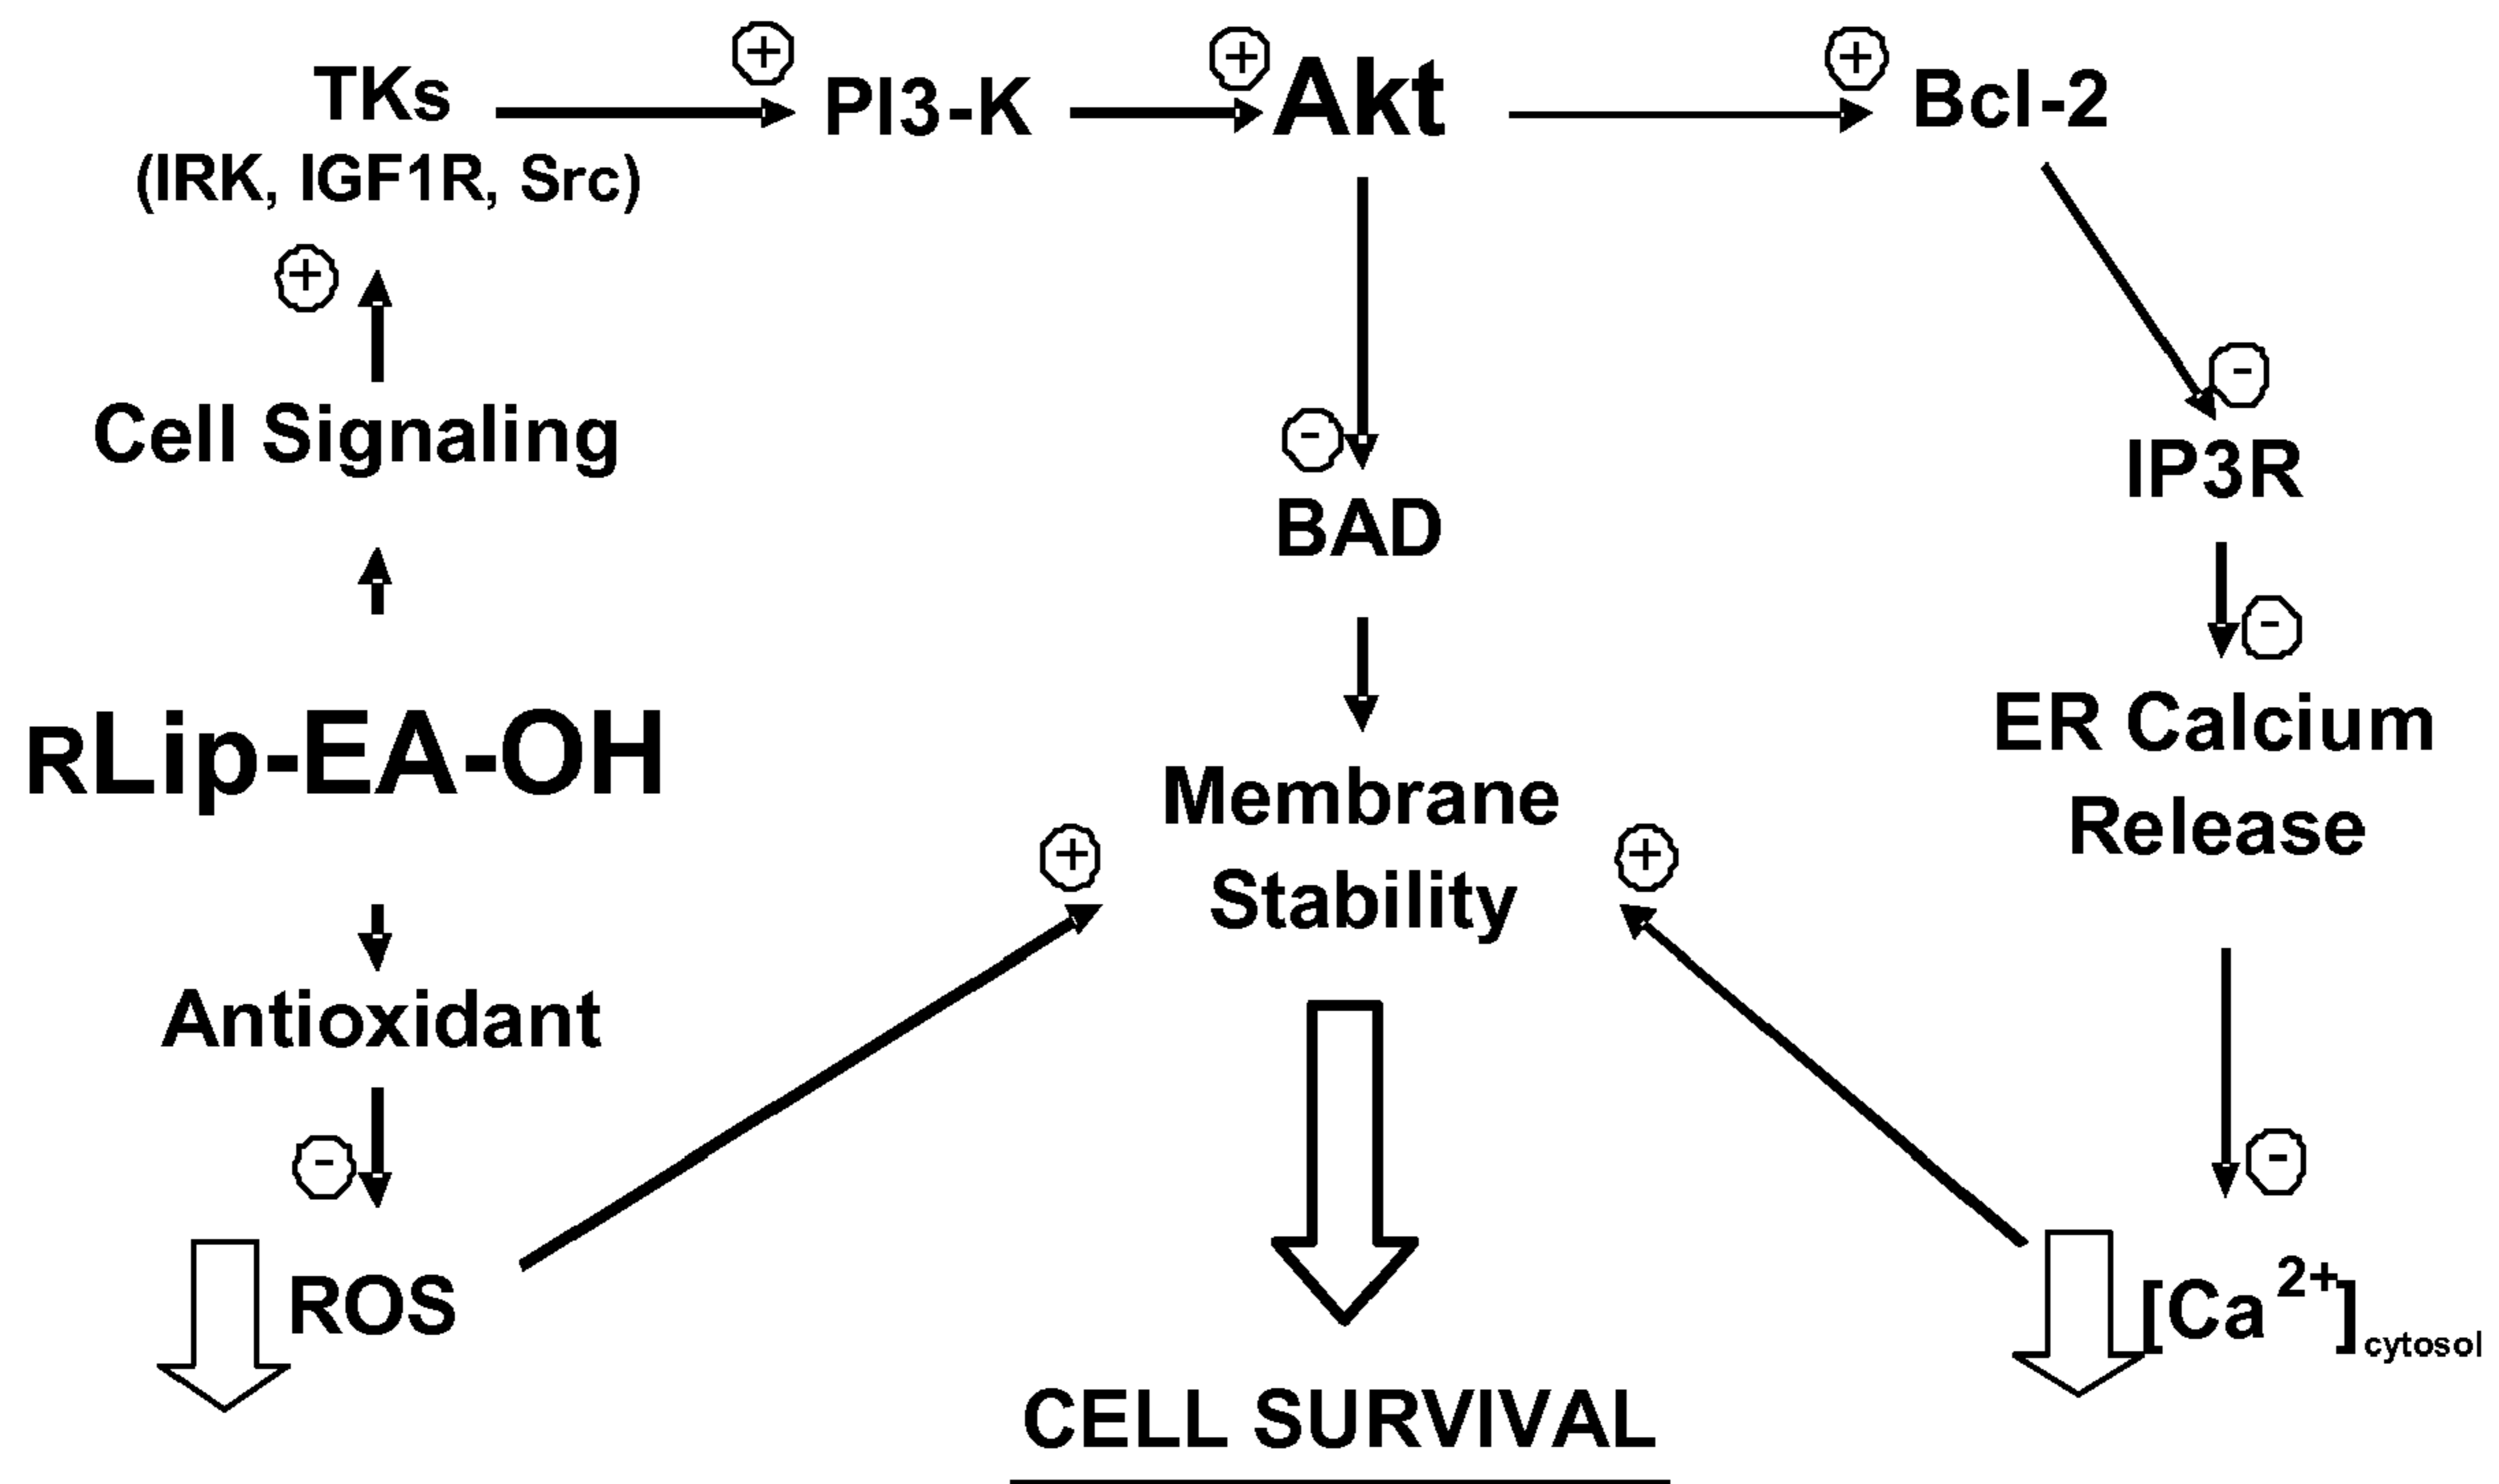 TKs
(IRK, IGF1R, Src)
+
PI3-K
+
Akt
+
Bcl-2
+
Cell Signaling
-
BAD
-
IP3R
-
ER Calcium
Release
RLip-EA-OH
Membrane
Stability
+
+
Antioxidant
-
ROS
-
[Ca2+]cytosol
CELL SURVIVAL